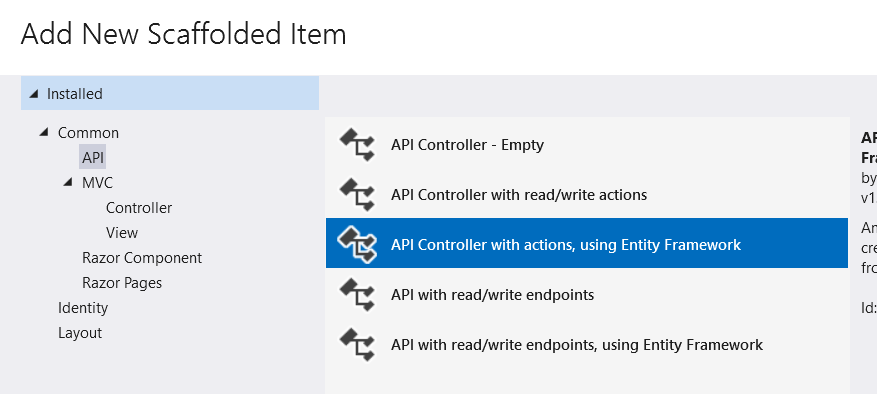 Add New Scaffolded Item
Installed
Common
API
MVC
Controller
View
Razor Component
Razor Pages
Identity
Layout
API Controller - Empty
API Controller with read/write actions
API Controller with actions, using Entity Framework
API with read/write endpoints
API with read/write endpoints, using Entity Framework
by
Id: